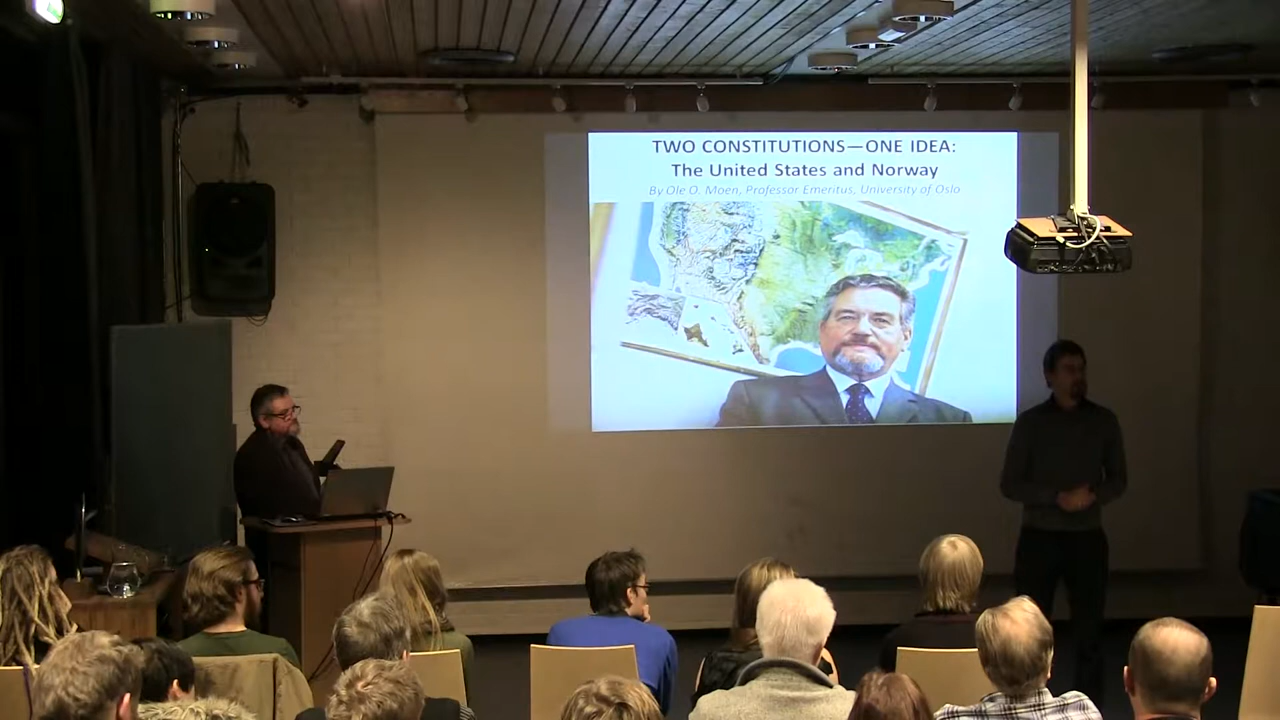 TWO CONSTITUTIONS—ONE IDEA:
The United States and Norway
By Ole O. Moen, Professor Emeritus, University of Oslo